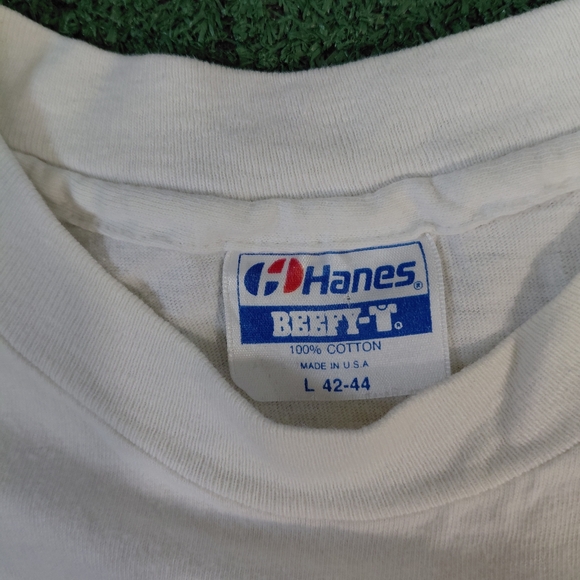 Hanes®
BEEFY-T®
100% COTTON
MADE IN U.S.A
L 42-44